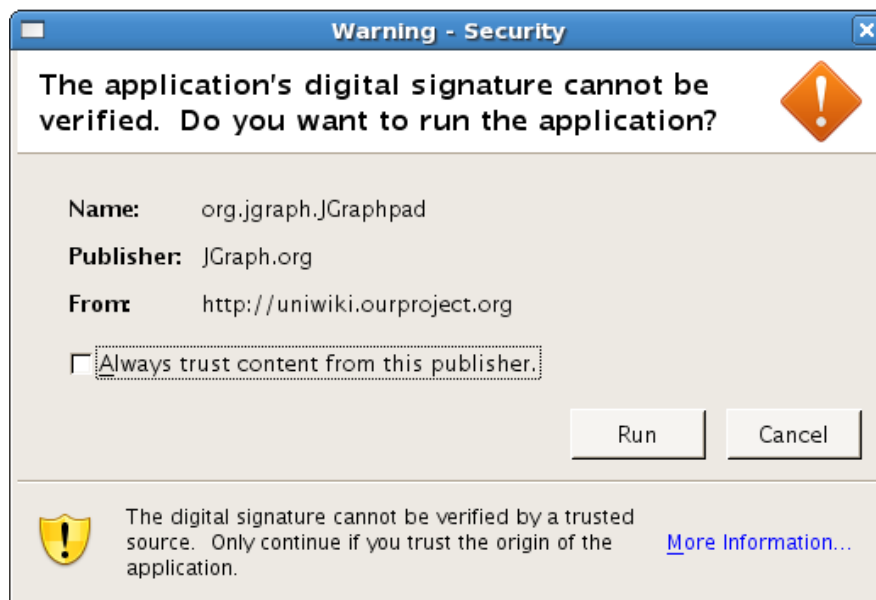 Warning - Security
The application's digital signature cannot be
verified. Do you want to run the application?
Name: org.jgraph.JGraphpad
Publisher: JGraph.org
From: http://uniwiki.ourproject.org
Always trust content from this publisher.
Run Cancel
The digital signature cannot be verified by a trusted
source. Only continue if you trust the origin of the
application.
More Information...